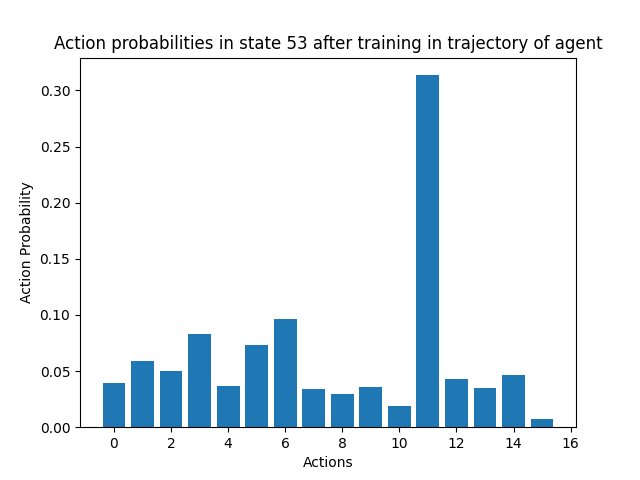 Action probabilities in state 53 after training in trajectory of agent
0.30
0.25
0.20
0.15
0.10
0.05
0.00
Action Probability
0 2 4 6 8 10 12 14 16
Actions